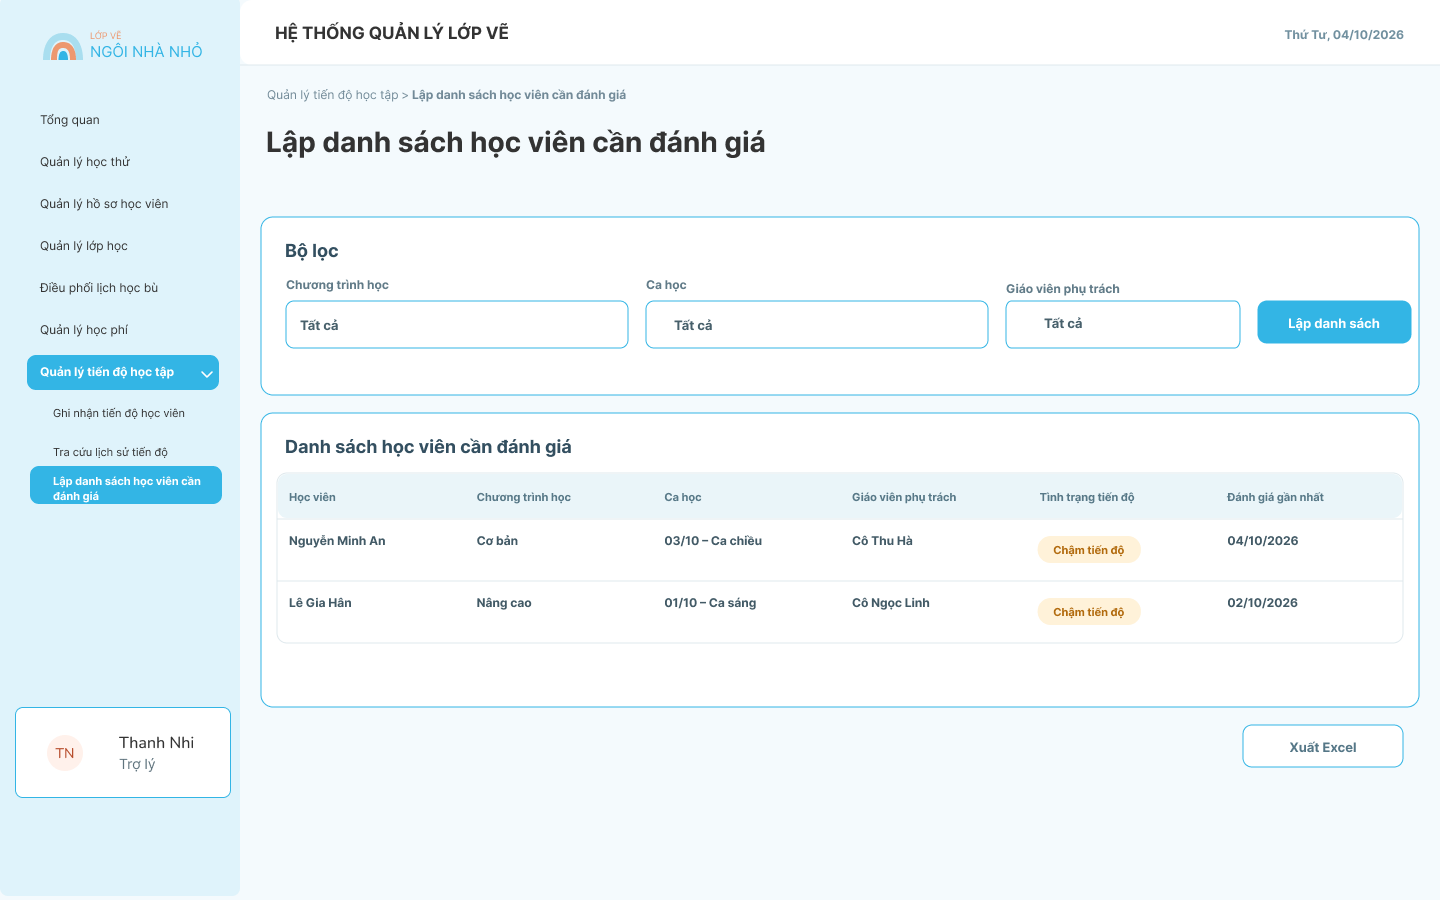 LỚP VẼ
NGÔI NHÀ NHỎ
HỆ THỐNG QUẢN LÝ LỚP VẼ
Thứ Tư, 04/10/2026
Tổng quan
Quản lý học thử
Quản lý hồ sơ học viên
Quản lý lớp học
Điều phối lịch học bù
Quản lý học phí
Quản lý tiến độ học tập
Ghi nhận tiến độ học viên
Tra cứu lịch sử tiến độ
Lập danh sách học viên cần
đánh giá
TN
Thanh Nhi
Trợ lý
Quản lý tiến độ học tập > Lập danh sách học viên cần đánh giá
Lập danh sách học viên cần đánh giá
Bộ lọc
Chương trình học
Ca học
Giáo viên phụ trách
Tất cả
Tất cả
Tất cả
Lập danh sách
Danh sách học viên cần đánh giá
Học viên Chương trình học Ca học Giáo viên phụ trách Tình trạng tiến độ Đánh giá gần nhất
Nguyễn Minh An Cơ bản 03/10 – Ca chiều Cô Thu Hà Chậm tiến độ 04/10/2026
Lê Gia Hân Nâng cao 01/10 – Ca sáng Cô Ngọc Linh Chậm tiến độ 02/10/2026
Xuất Excel